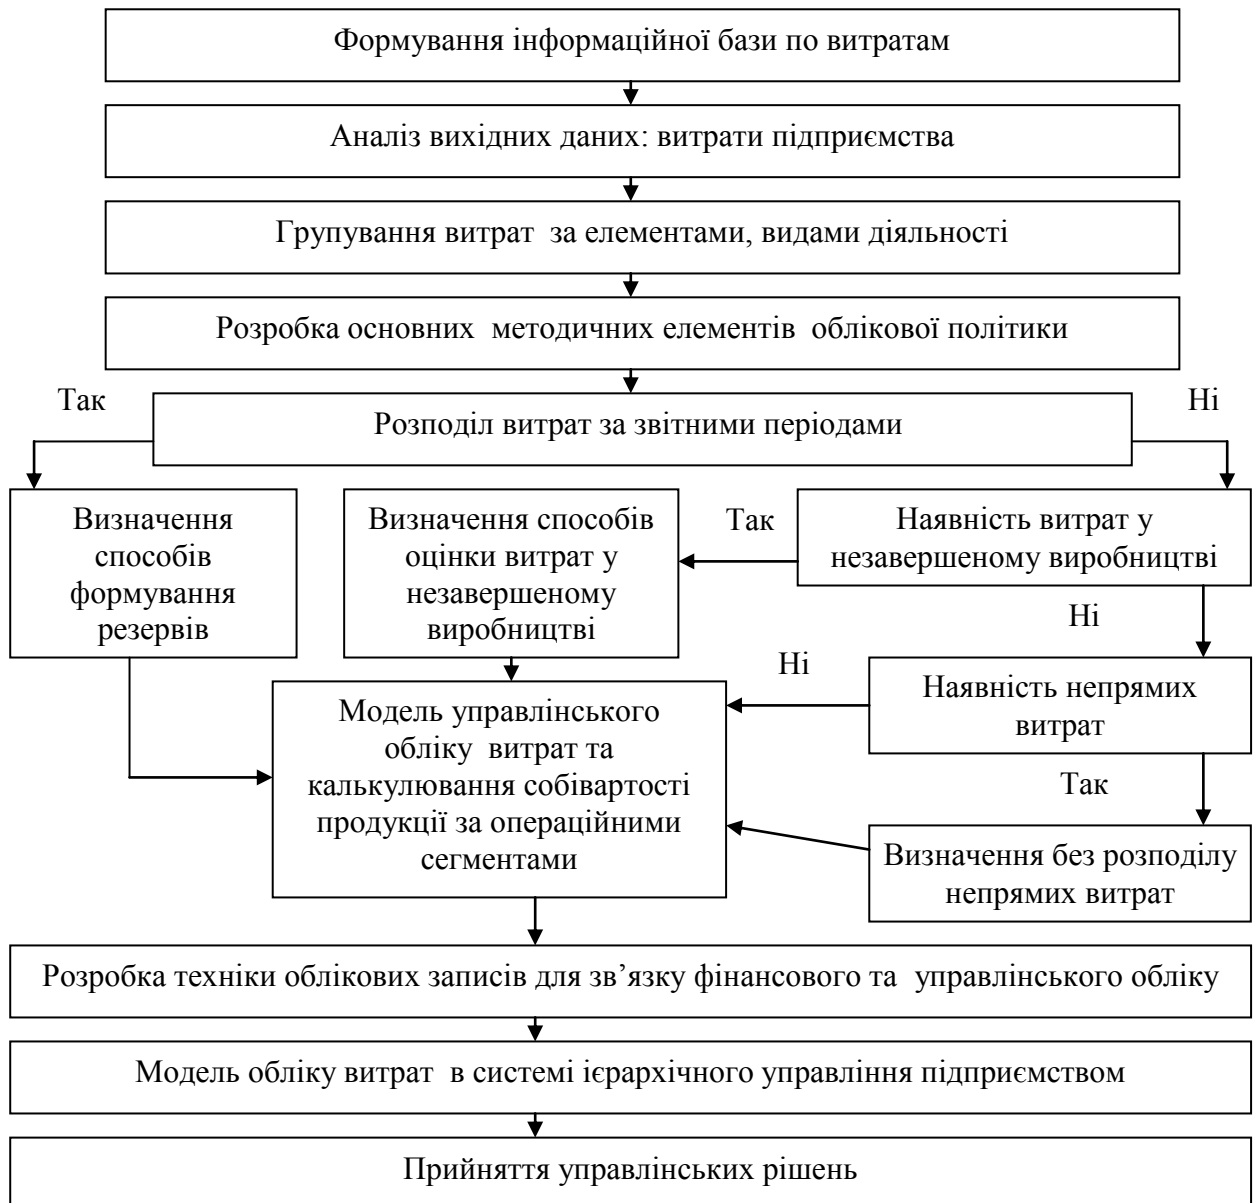 Формування інформаційної бази по витратам
Аналіз вихідних даних: витрати підприємства
Групування витрат за елементами, видами діяльності
Розробка основних методичних елементів облікової політики
Так
Ні
Розподіл витрат за звітними періодами
Визначення
способів
формування
резервів
Визначення способів
оцінки витрат у
незавершеному
виробництві
Так
Наявність витрат у
незавершеному виробництві
Ні
Ні
Наявність непрямих
витрат
Модель управлінського
обліку витрат та
калькулювання собівартості
продукції за операційними
сегментами
Так
Визначення без розподілу
непрямих витрат
Розробка техніки облікових записів для зв’язку фінансового та управлінського обліку
Модель обліку витрат в системі ієрархічного управління підприємством
Прийняття управлінських рішень